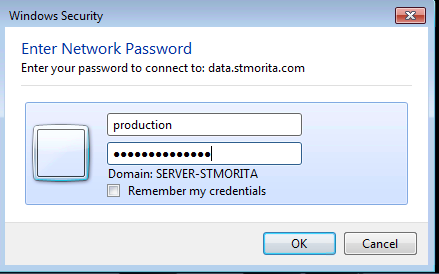 Windows Security
Enter Network Password
Enter your password to connect to: data.stmorita.com
production
●●●●●●●●●●●●●●
Domain: SERVER-STMORITA
Remember my credentials
OK
Cancel